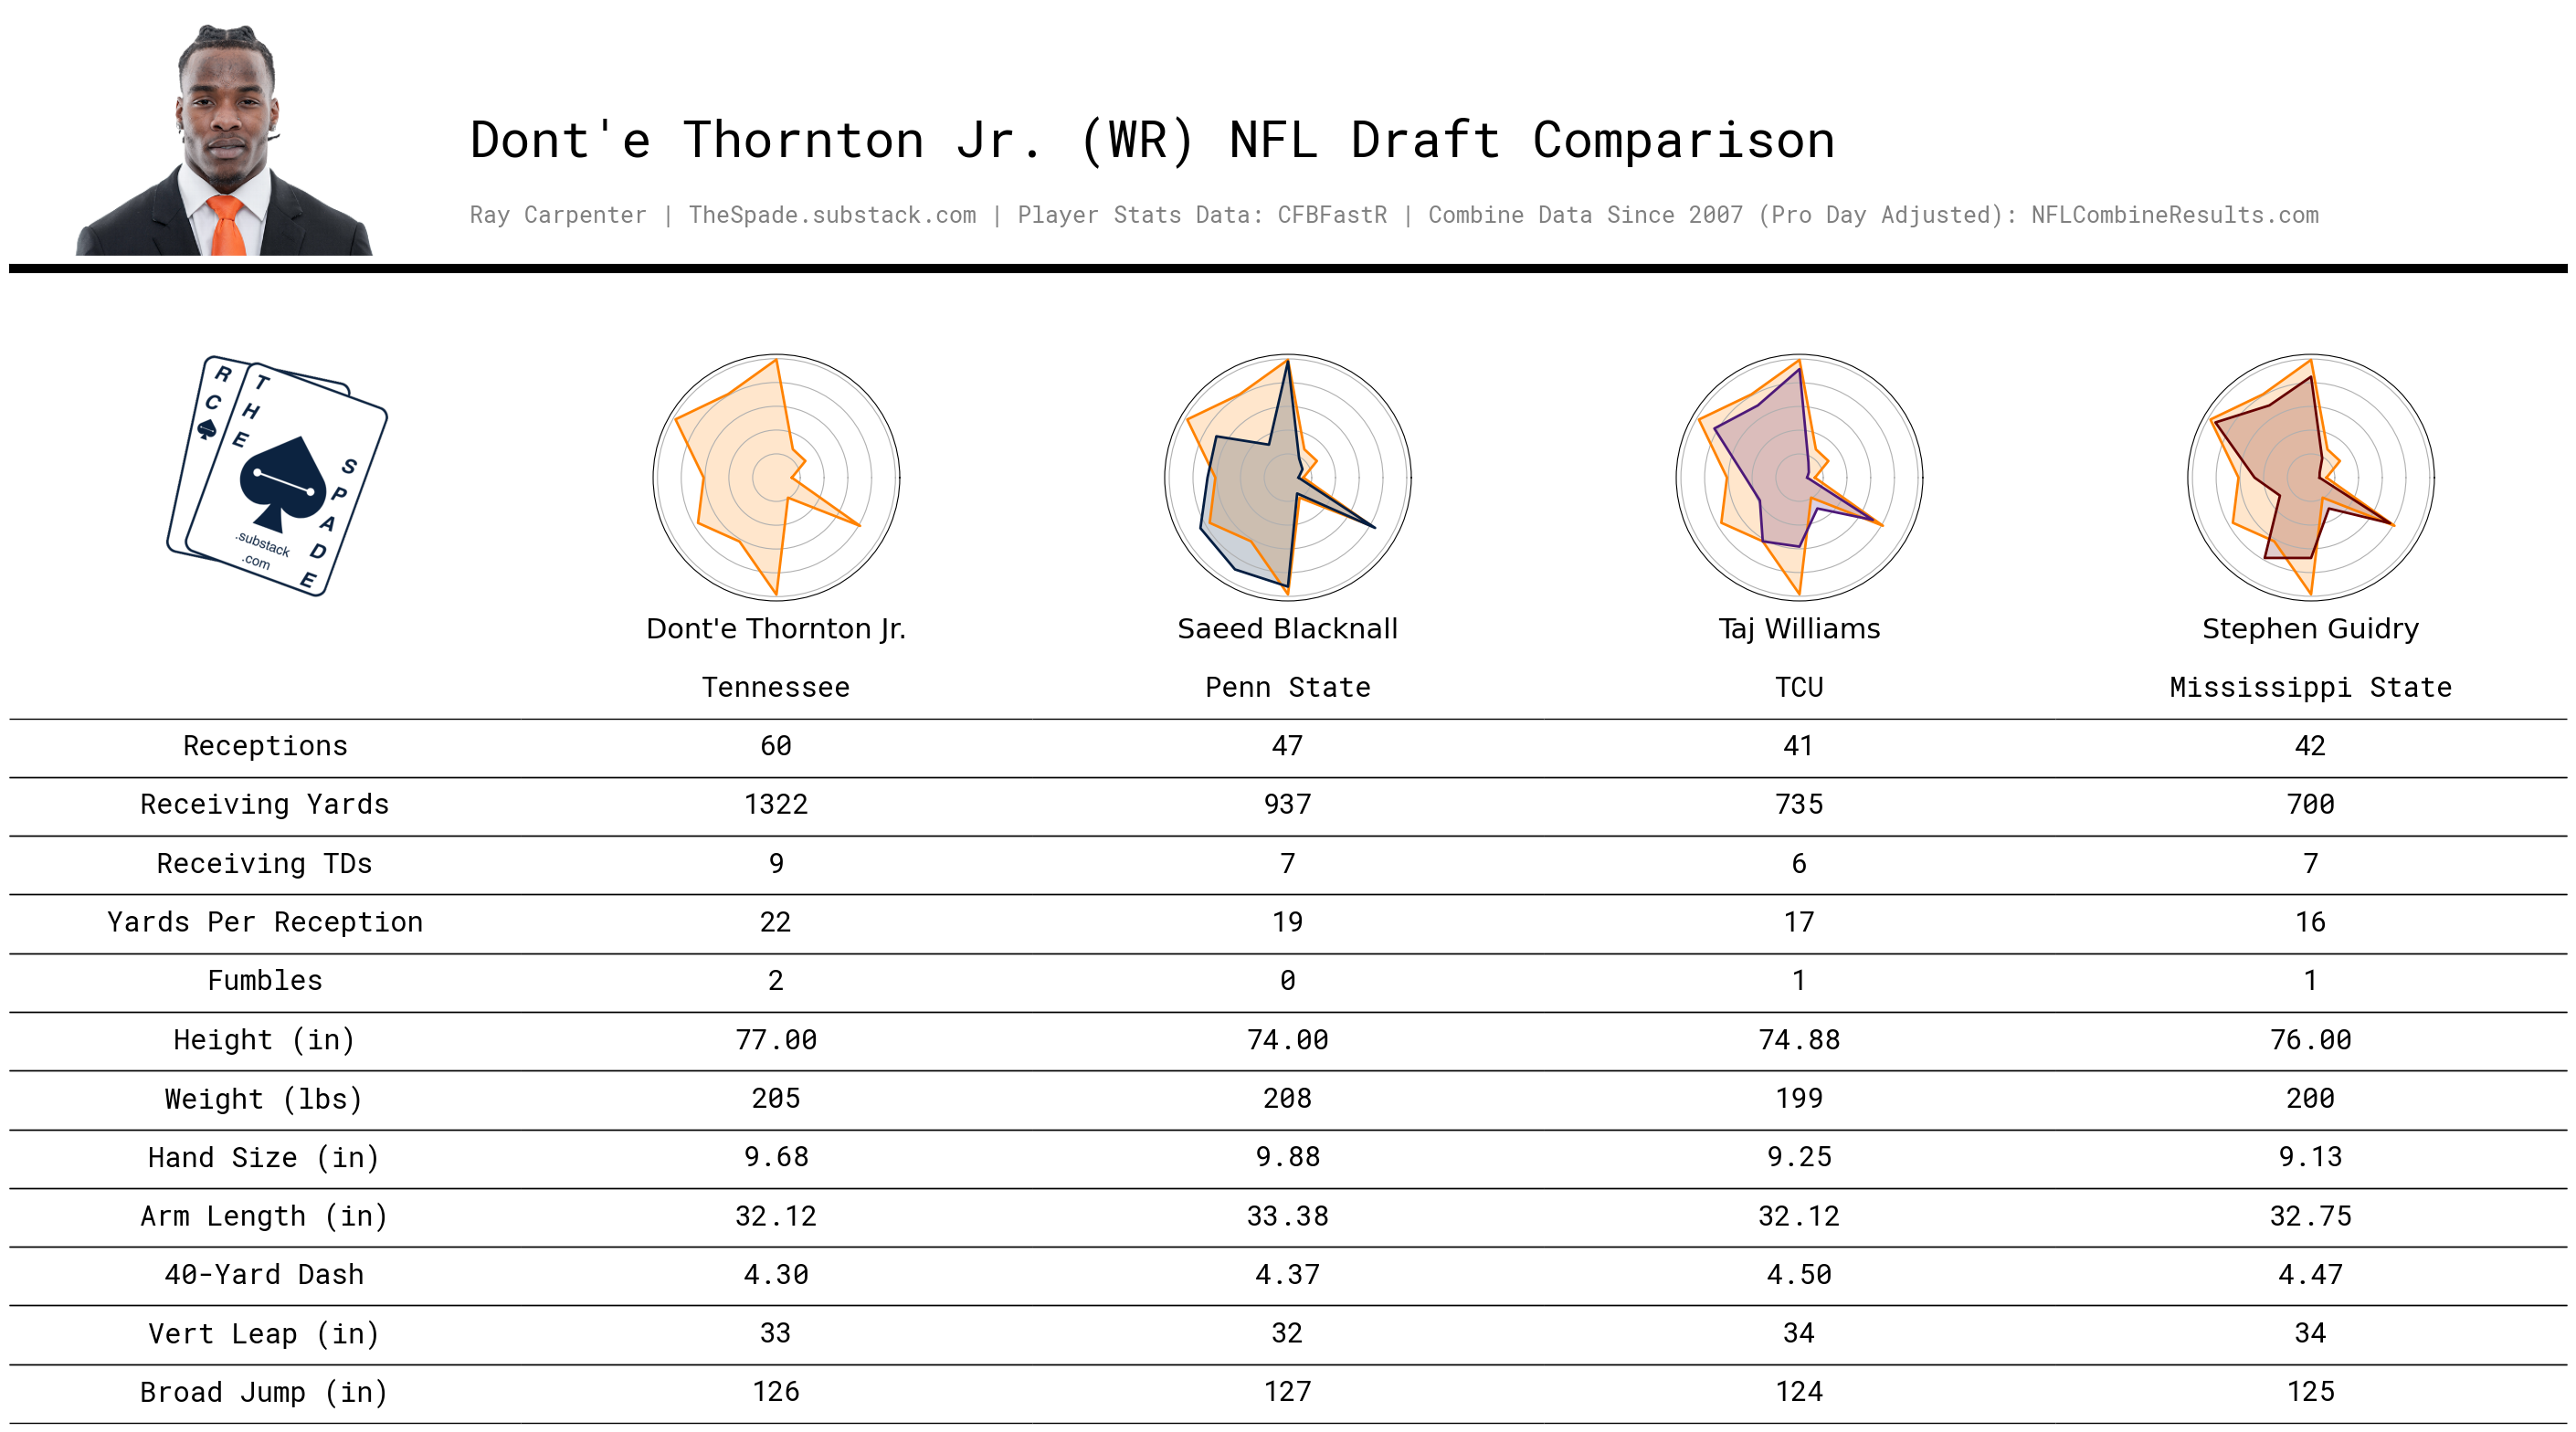 Dont'e Thornton Jr. (WR) NFL Draft Comparison
Ray Carpenter | TheSpade.substack.com | Player Stats Data: CFBFastR | Combine Data Since 2007 (Pro Day Adjusted): NFLCombineResults.com
RC
THE
SPADE
.substack
.com
Dont'e Thornton Jr. Saeed Blacknall Taj Williams Stephen Guidry
Tennessee Penn State TCU Mississippi State
Receptions 60 47 41 42
Receiving Yards 1322 937 735 700
Receiving TDs 9 7 6 7
Yards Per Reception 22 19 17 16
Fumbles 2 0 1 1
Height (in) 77.00 74.00 74.88 76.00
Weight (lbs) 205 208 199 200
Hand Size (in) 9.68 9.88 9.25 9.13
Arm Length (in) 32.12 33.38 32.12 32.75
40-Yard Dash 4.30 4.37 4.50 4.47
Vert Leap (in) 33 32 34 34
Broad Jump (in) 126 127 124 125